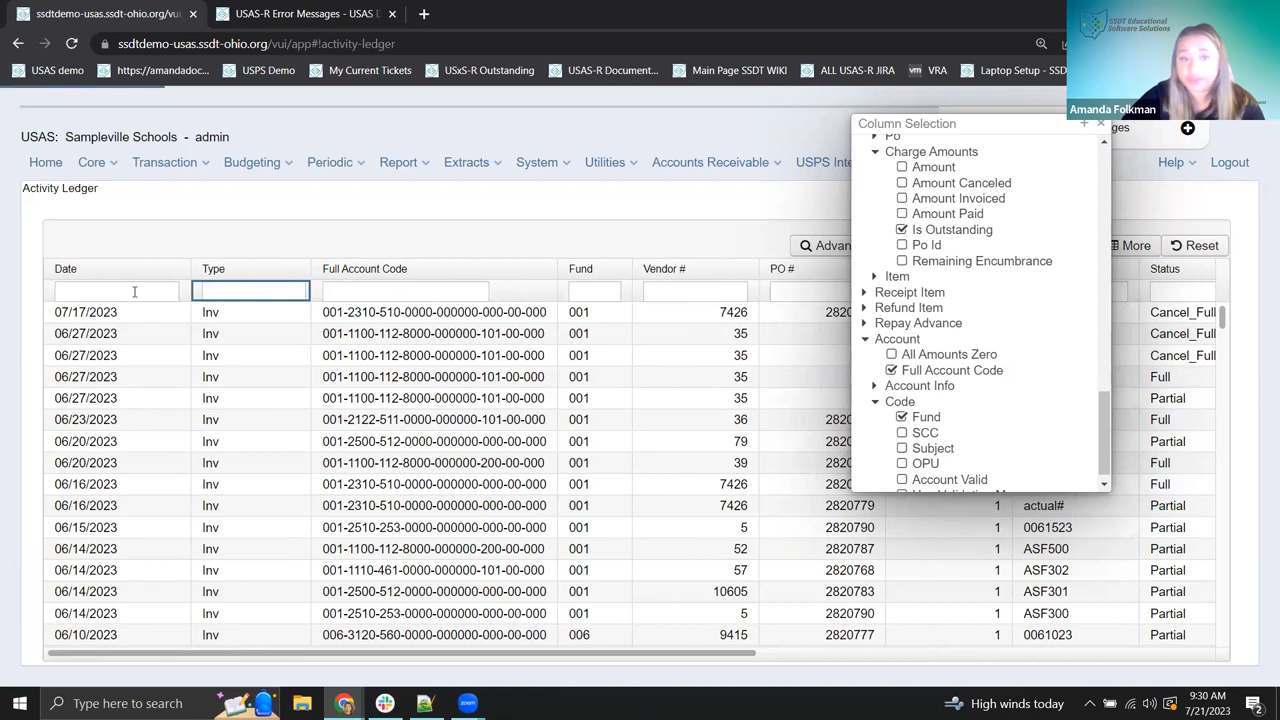 ssdtdemo-usas.ssdt-ohio.org/vui
USAS-R Error Messages - USAS D
ssdtdemo-usas.ssdt-ohio.org/vui/app#!activity-ledger
USAS demo
https://amandadoc...
USPS Demo
My Current Tickets
USxS-R Onboarding
USAS-R Document...
Main Page SSDT WIKI
ALL USAS-R JIRA
vm VRA
Laptop Setup - SSD
Outstand
SSDT Educational
Software Solutions
Amanda Folkman
USAS: Sampleville Schools - admin
Home Core Transaction Budgeting Periodic Report Extracts System Utilities Accounts Receivable USPS Inte
Help Logout
Activity Ledger
Advan
More
Reset
Date Type Full Account Code Fund Vendor # PO # Status
07/17/2023 Inv 001-2310-510-0000-000000-000-00-000 001 7426 2820 Cancel_Full
06/27/2023 Inv 001-1100-112-8000-000000-101-00-000 001 35 Cancel_Full
06/27/2023 Inv 001-1100-112-8000-000000-101-00-000 001 35 Cancel_Full
06/27/2023 Inv 001-1100-112-8000-000000-101-00-000 001 35 Full
06/27/2023 Inv 001-1100-112-8000-000000-101-00-000 001 35 Partial
06/23/2023 Inv 001-2122-511-0000-000000-000-00-000 001 36 2820 Full
06/20/2023 Inv 001-2500-512-0000-000000-000-00-000 001 79 2820 Partial
06/20/2023 Inv 001-1100-112-8000-000000-200-00-000 001 39 2820 Full
06/16/2023 Inv 001-2310-510-0000-000000-000-00-000 001 7426 2820 Full
06/16/2023 Inv 001-2310-510-0000-000000-000-00-000 001 7426 2820779 1 actual# Partial
06/15/2023 Inv 001-2510-253-0000-000000-000-00-000 001 5 2820790 1 0061523 Partial
06/14/2023 Inv 001-1100-112-8000-000000-200-00-000 001 52 2820787 1 ASF500 Partial
06/14/2023 Inv 001-1110-461-0000-000000-101-00-000 001 57 2820768 1 ASF302 Partial
06/14/2023 Inv 001-2500-512-0000-000000-000-00-000 001 10605 2820783 1 ASF301 Partial
06/14/2023 Inv 001-2510-253-0000-000000-000-00-000 001 5 2820790 1 ASF300 Partial
06/10/2023 Inv 006-3120-560-0000-000000-000-00-000 006 9415 2820777 1 0061023 Partial
Column Selection
ges
Po
Charge Amounts
Amount
Amount Canceled
Amount Invoiced
Amount Paid
Is Outstanding
Po Id
Remaining Encumbrance
Item
Receipt Item
Refund Item
Repay Advance
Account
All Amounts Zero
Full Account Code
Account Info
Code
Fund
SCC
Subject
OPU
Account Valid
Type here to search
High winds today
9:30 AM
7/21/2023
2